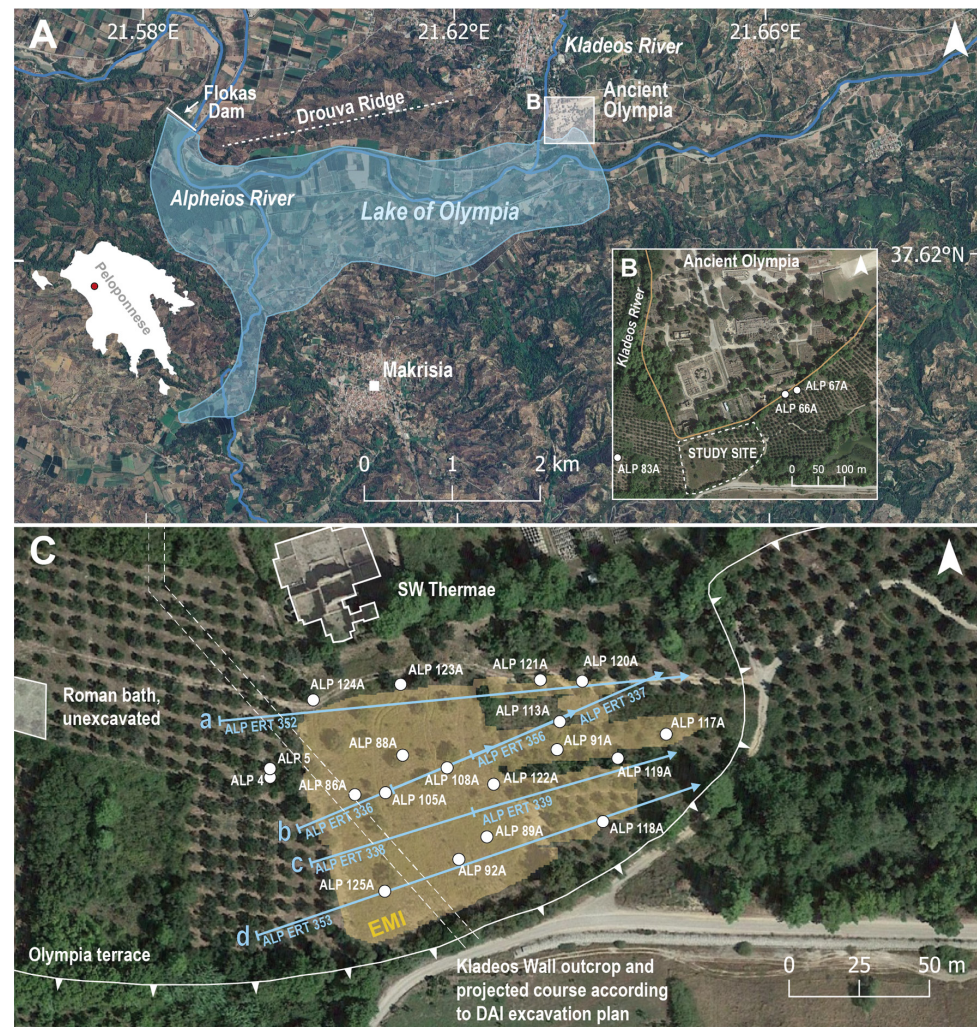 A
21.58°E
21.62°E
21.66°E
Kladeos River
Flokas
Dam
Drouva Ridge
B
Ancient
Olympia
Alpheios River
Lake of Olympia
37.62°N
Peloponnese
Makrisia
0 1 2 km
B
Ancient Olympia
Kladeos River
ALP 67A
ALP 66A
STUDY SITE
ALP 83A
0 50 100 m
C
SW Thermae
Roman bath,
unexcavated
ALP 124A
ALP 123A
ALP 121A
ALP 120A
a
ALP ERT 352
ALP ERT 337
ALP 113A
ALP 117A
ALP ERT 356
ALP 88A
ALP 91A
ALP 5
ALP 4
ALP 86A
ALP 108A
ALP 122A
ALP 119A
ALP 105A
b
ALP ERT 336
ALP ERT 339
c
ALP ERT 338
ALP 89A
ALP 118A
ALP 92A
ALP 125A
d
ALP ERT 353
EMI
Olympia terrace
Kladeos Wall outcrop and
projected course according
to DAI excavation plan
0 25 50 m